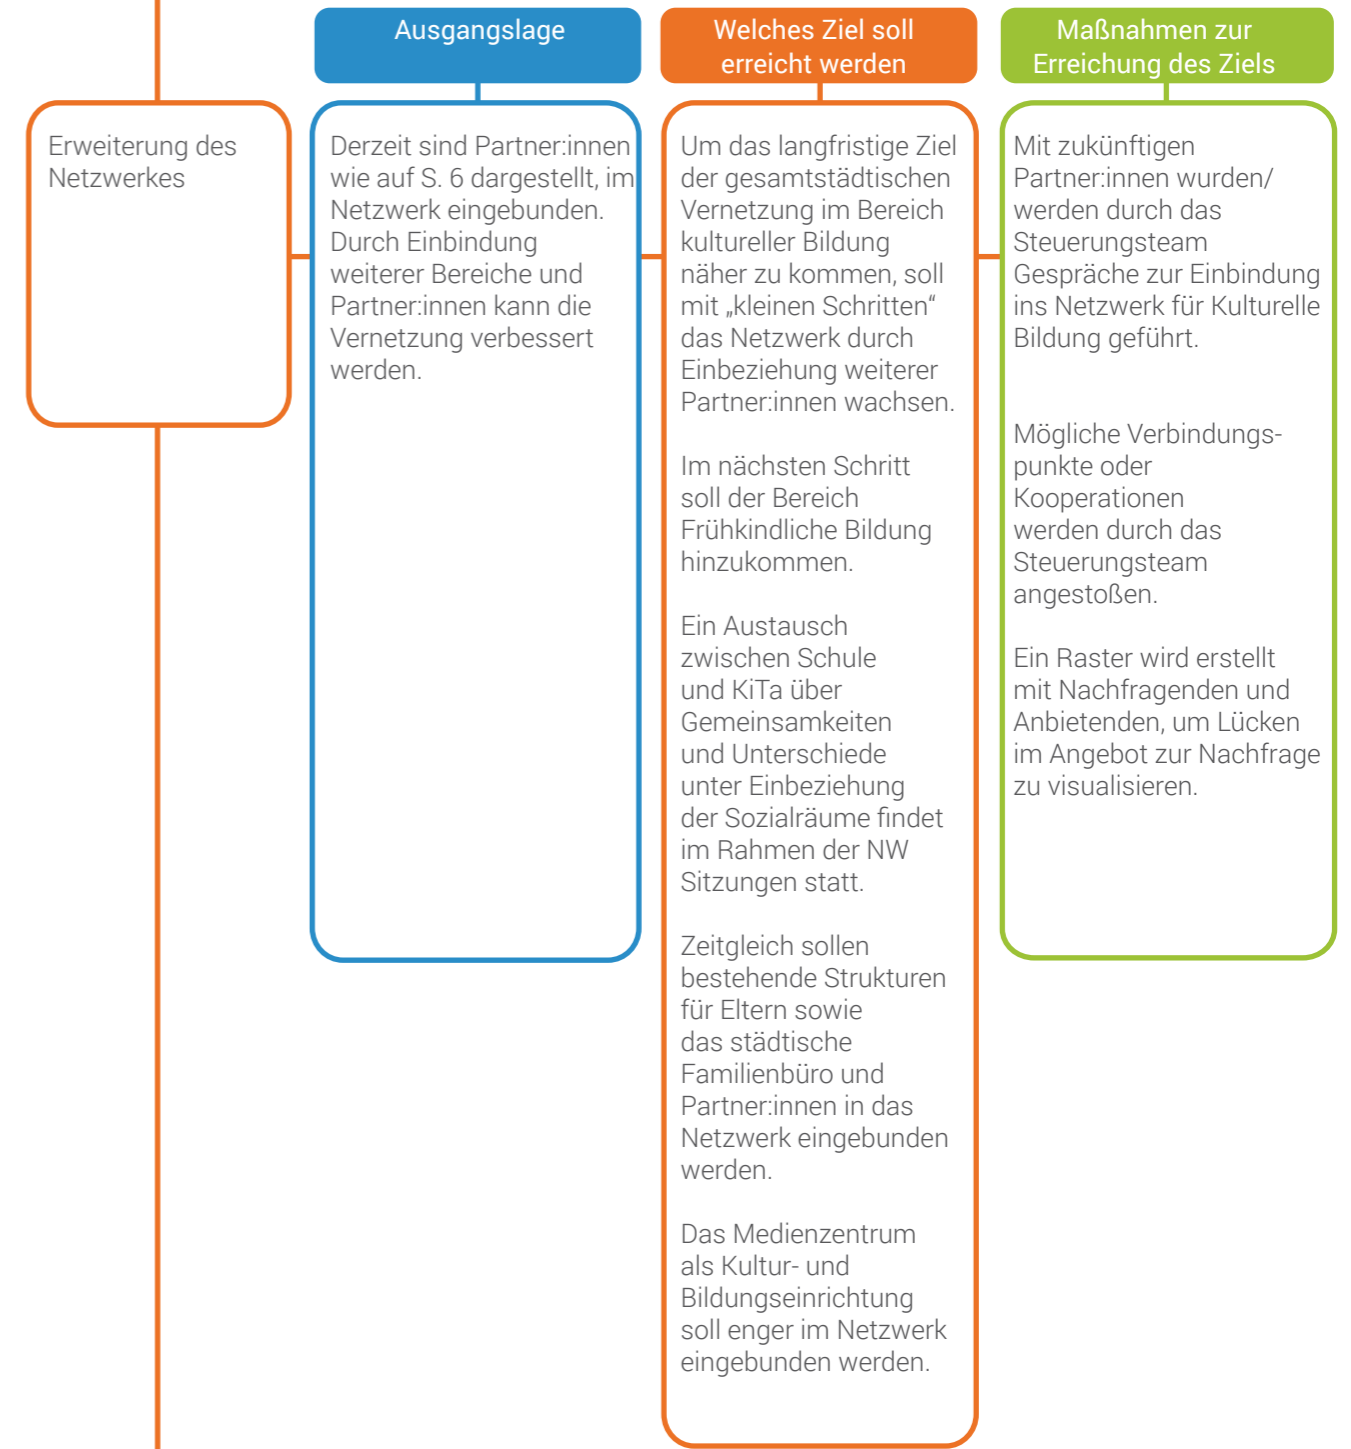 Ausgangslage
Welches Ziel soll
erreicht werden
Maßnahmen zur
Erreichung des Ziels
Erweiterung des
Netzwerkes
Derzeit sind Partner:innen
wie auf S. 6 dargestellt, im
Netzwerk eingebunden.
Durch Einbindung
weiterer Bereiche und
Partner:innen kann die
Vernetzung verbessert
werden.
Um das langfristige Ziel
der gesamtstädtischen
Vernetzung im Bereich
kultureller Bildung
näher zu kommen, soll
mit „kleinen Schritten“
das Netzwerk durch
Einbeziehung weiterer
Partner:innen wachsen.
Im nächsten Schritt
soll der Bereich
Frühkindliche Bildung
hinzukommen.
Ein Austausch
zwischen Schule
und KiTa über
Gemeinsamkeiten
und Unterschiede
unter Einbeziehung
der Sozialräume findet
im Rahmen der NW
Sitzungen statt.
Zeitgleich sollen
bestehende Strukturen
für Eltern sowie
das städtische
Familienbüro und
Partner:innen in das
Netzwerk eingebunden
werden.
Das Medienzentrum
als Kultur- und
Bildungseinrichtung
soll enger im Netzwerk
eingebunden werden.
Mit zukünftigen
Partner:innen wurden/
werden durch das
Steuerungsteam
Gespräche zur Einbindung
ins Netzwerk für Kulturelle
Bildung geführt.
Mögliche Verbindungs-
punkte oder
Kooperationen
werden durch das
Steuerungsteam
angestoßen.
Ein Raster wird erstellt
mit Nachfragenden und
Anbietenden, um Lücken
im Angebot zur Nachfrage
zu visualisieren.